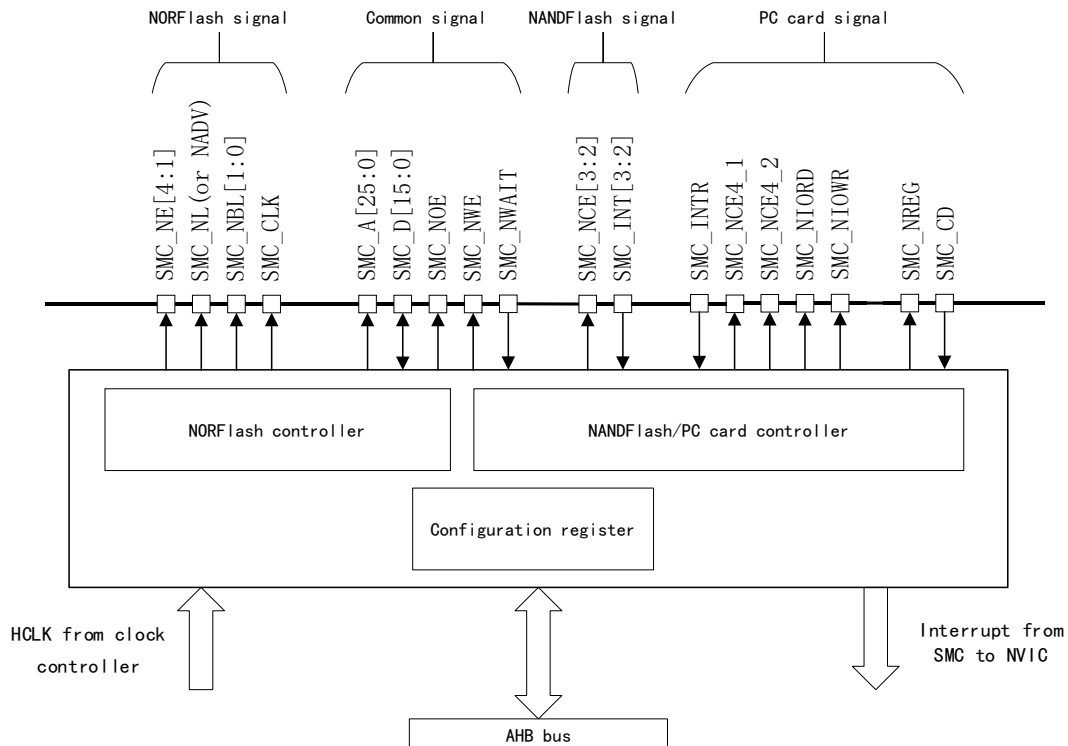 NORFlash signal
Common signal
NANDFlash signal
PC card signal
SMC_NE[4:1]
SMC_NL(or NADV)
SMC_NBL[1:0]
SMC_CLK
SMC_A[25:0]
SMC_D[15:0]
SMC_NOE
SMC_NWE
SMC_NWAIT
SMC_NCE[3:2]
SMC_INT[3:2]
SMC_INTR
SMC_NCE4_1
SMC_NCE4_2
SMC_NIORD
SMC_NIOWR
SMC_NREG
SMC_CD
NORFlash controller
NANDFlash/PC card controller
Configuration register
HCLK from clock
controller
Interrupt from
SMC to NVIC
AHB bus